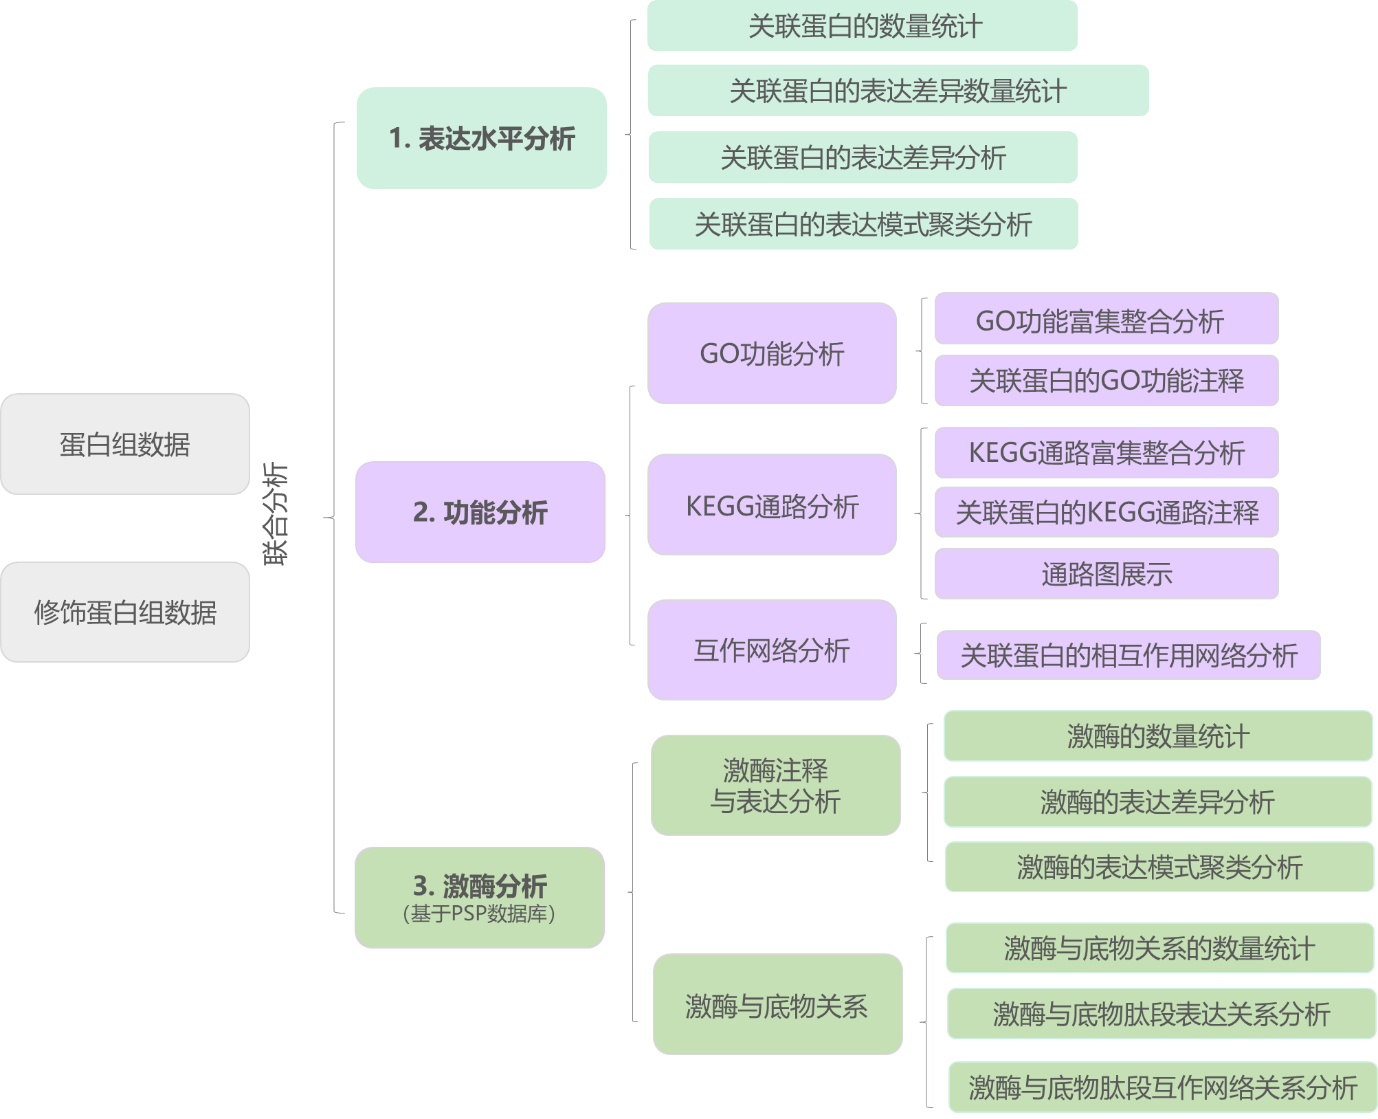 蛋白组数据
修饰蛋白组数据
联合分析
1. 表达水平分析
关联蛋白的数量统计
关联蛋白的表达差异数量统计
关联蛋白的表达差异分析
关联蛋白的表达模式聚类分析
2. 功能分析
GO功能分析
GO功能富集整合分析
关联蛋白的GO功能注释
KEGG通路分析
KEGG通路富集整合分析
关联蛋白的KEGG通路注释
通路图展示
互作网络分析
关联蛋白的相互作用网络分析
3. 激酶分析
（基于PSP数据库）
激酶注释
与表达分析
激酶的数量统计
激酶的表达差异分析
激酶的表达模式聚类分析
激酶与底物关系
激酶与底物关系的数量统计
激酶与底物肽段表达关系分析
激酶与底物肽段互作网络关系分析